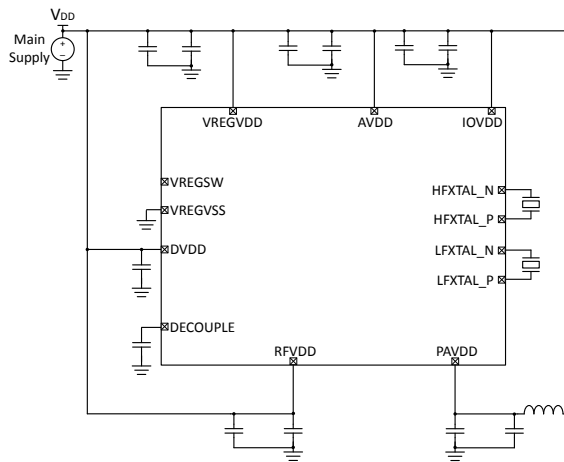 VDD
Main
Supply
+
–
VREGVDD
AVDD
IOVDD
VREGSW
VREGVSS
DVDD
DECOUPLE
HFXTAL_N
HFXTAL_P
LFXTAL_N
LFXTAL_P
RFVDD
PAVDD